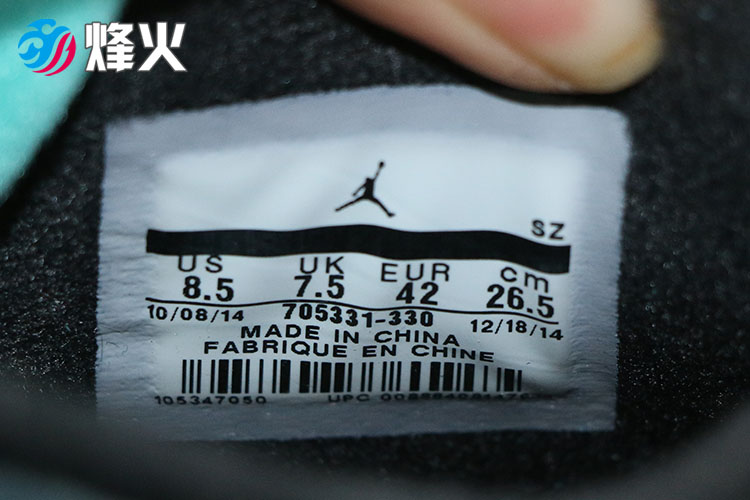 烽火
SZ
US UK EUR cm
8.5 7.5 42 26.5
10/08/14 705331-330 12/18/14
MADE IN CHINA
FABRIQUE EN CHINE
105347050 UPC